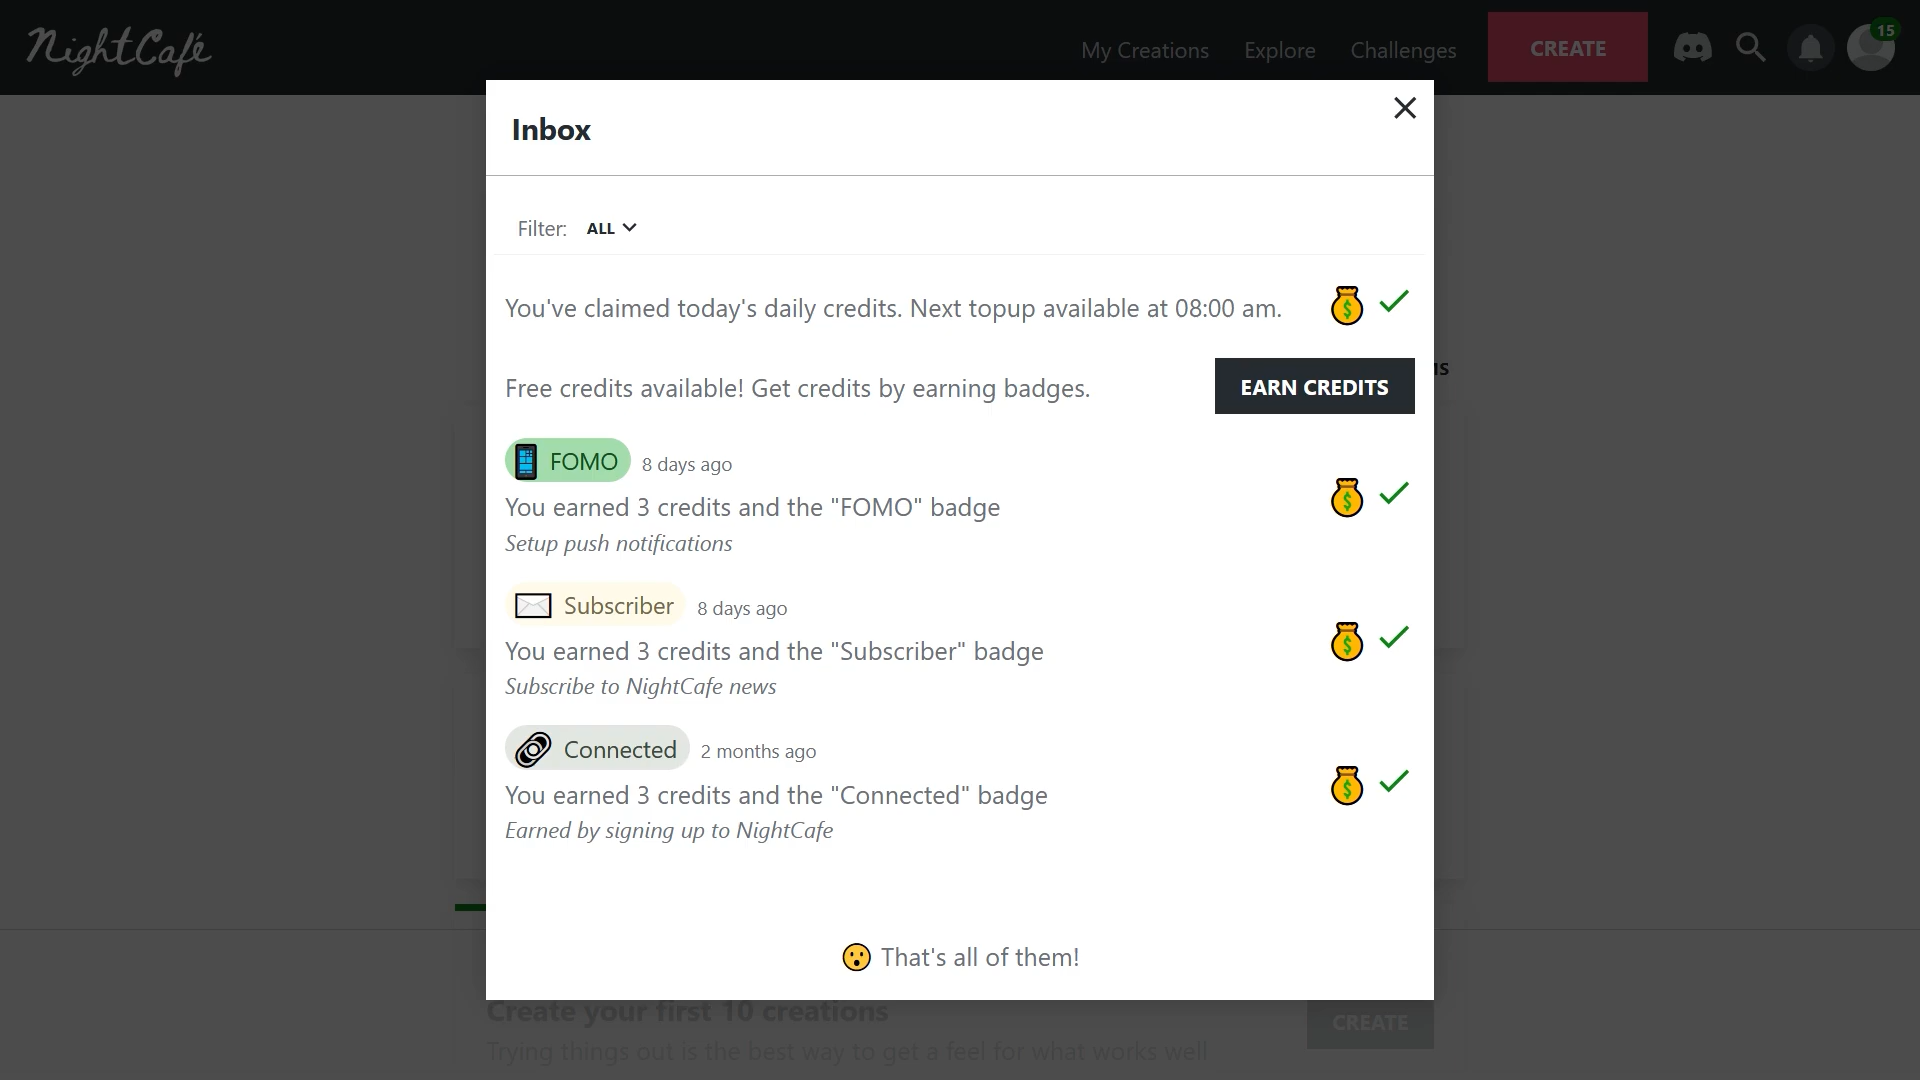 NightCafé
My Creations
Explore
Challenges
CREATE
15
Inbox
Filter: ALL
You've claimed today's daily credits. Next topup available at 08:00 am.
Free credits available! Get credits by earning badges.
EARN CREDITS
FOMO 8 days ago
You earned 3 credits and the "FOMO" badge
Setup push notifications
Subscriber 8 days ago
You earned 3 credits and the "Subscriber" badge
Subscribe to NightCafe news
Connected 2 months ago
You earned 3 credits and the "Connected" badge
Earned by signing up to NightCafe
That's all of them!
Create your first 10 creations
CREATE
Trying things out is the best way to get a feel for what works well